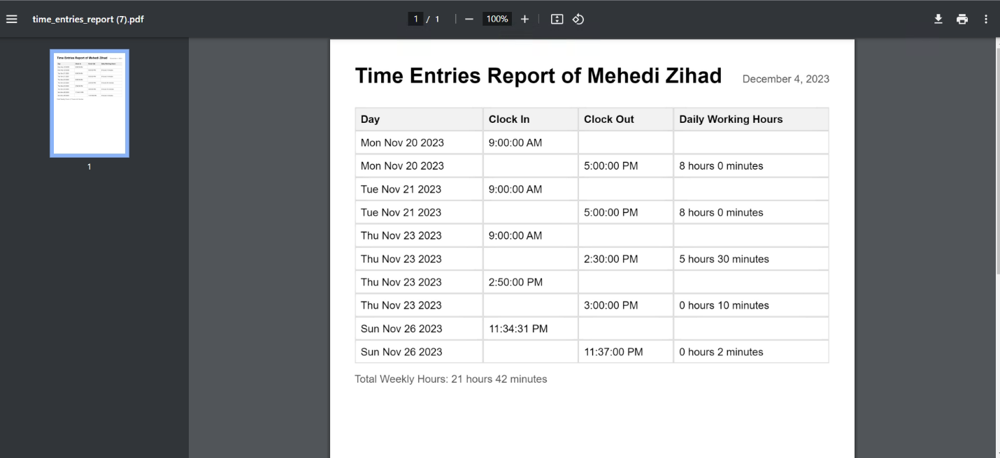 time_entries_report (7).pdf
1 / 1
100%
1
Time Entries Report of Mehedi Zihad December 4, 2023
Day Clock In Clock Out Daily Working Hours
Mon Nov 20 2023 9:00:00 AM
Mon Nov 20 2023 5:00:00 PM 8 hours 0 minutes
Tue Nov 21 2023 9:00:00 AM
Tue Nov 21 2023 5:00:00 PM 8 hours 0 minutes
Thu Nov 23 2023 9:00:00 AM
Thu Nov 23 2023 2:30:00 PM 5 hours 30 minutes
Thu Nov 23 2023 2:50:00 PM
Thu Nov 23 2023 3:00:00 PM 0 hours 10 minutes
Sun Nov 26 2023 11:34:31 PM
Sun Nov 26 2023 11:37:00 PM 0 hours 2 minutes
Total Weekly Hours: 21 hours 42 minutes